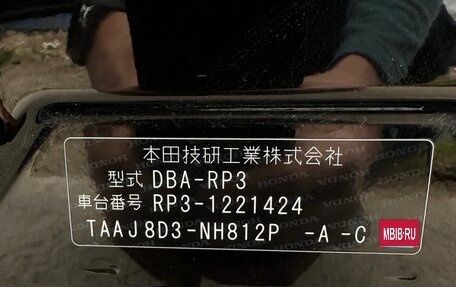 本田技研工業株式会社
型式 DBA-RP3
車台番号 RP3-1221424
TAAJ8D3-NH812P -A -C MBIB·RU